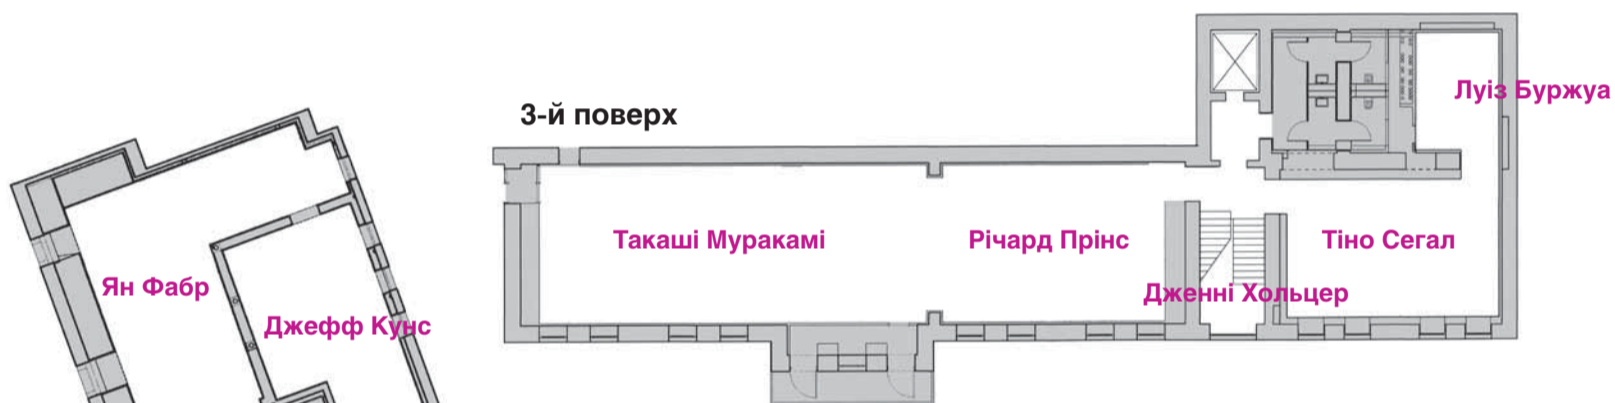 3-й поверх
Луіз Буржуа
Такаші Муракамі
Річард Прінс
Тіно Сегал
Дженні Хольцер
Ян Фабр
Джефф Кунс